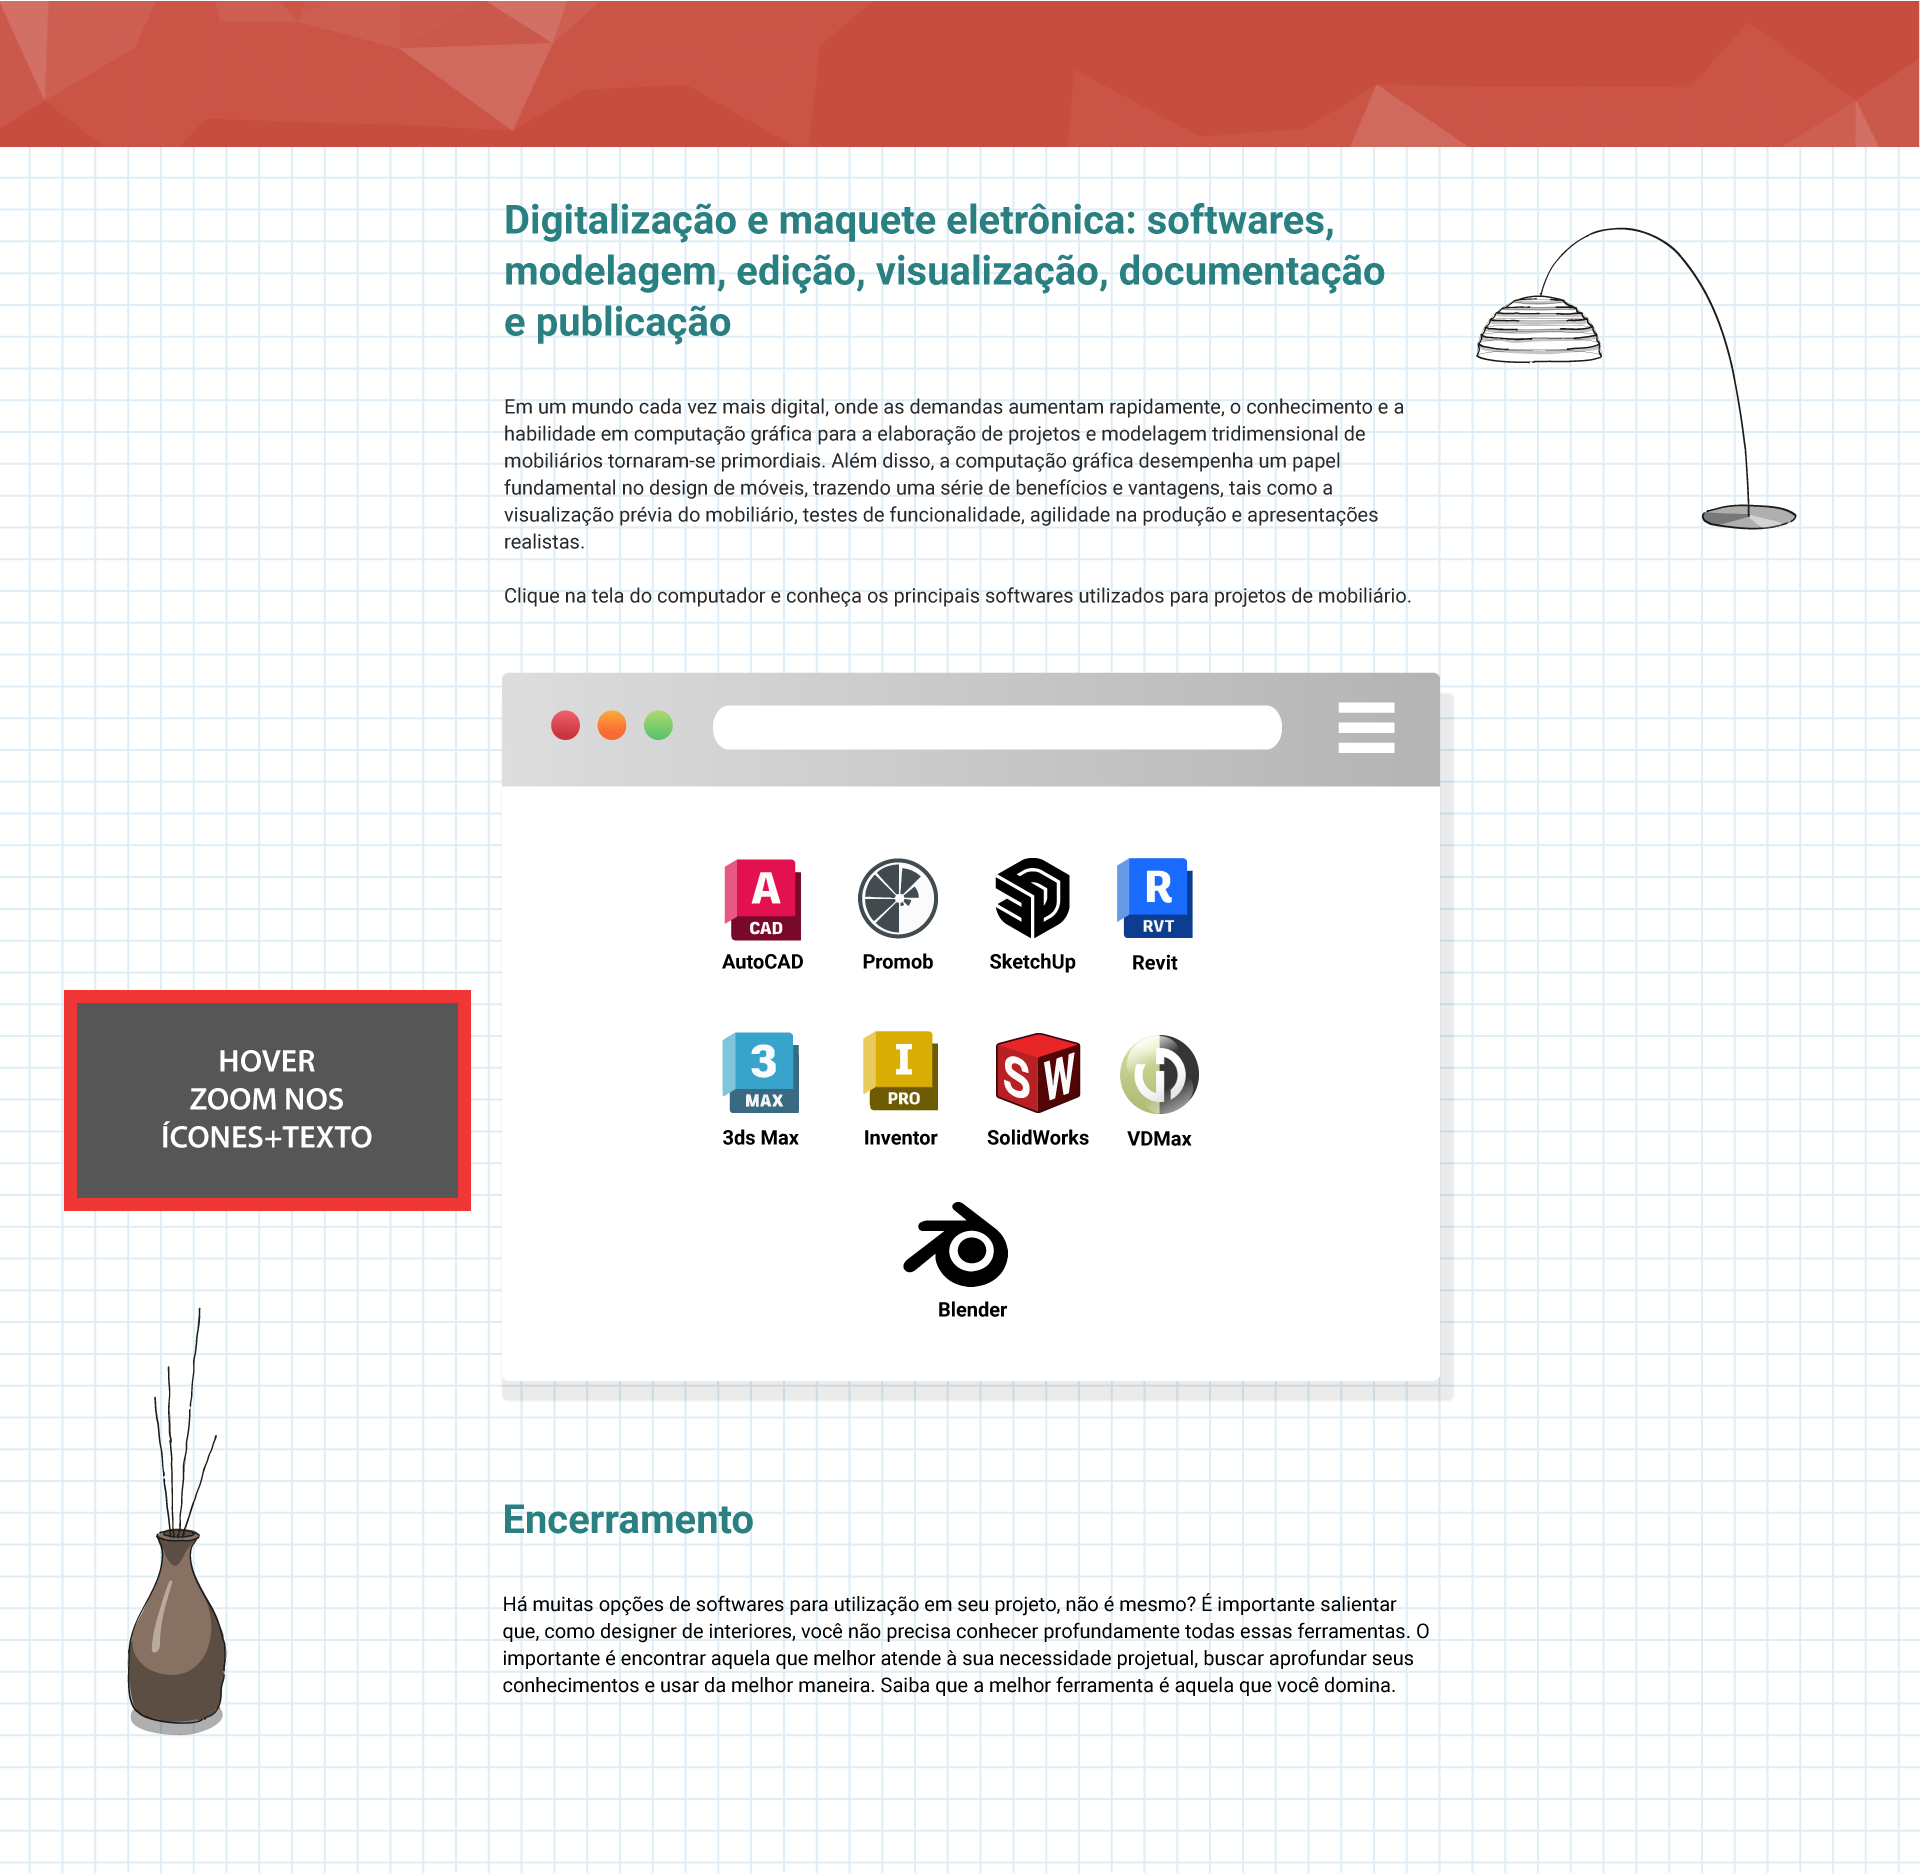 Digitalização e maquete eletrônica: softwares,
modelagem, edição, visualização, documentação
e publicação
Em um mundo cada vez mais digital, onde as demandas aumentam rapidamente, o conhecimento e a
habilidade em computação gráfica para a elaboração de projetos e modelagem tridimensional de
mobiliários tornaram-se primordiais. Além disso, a computação gráfica desempenha um papel
fundamental no design de móveis, trazendo uma série de benefícios e vantagens, tais como a
visualização prévia do mobiliário, testes de funcionalidade, agilidade na produção e apresentações
realistas.
Clique na tela do computador e conheça os principais softwares utilizados para projetos de mobiliário.
A
CAD
AutoCAD
Promob
SketchUp
R
RVT
Revit
HOVER
ZOOM NOS
ÍCONES+TEXTO
3
MAX
3ds Max
I
PRO
Inventor
SW
SolidWorks
VDMax
Blender
Encerramento
Há muitas opções de softwares para utilização em seu projeto, não é mesmo? É importante salientar
que, como designer de interiores, você não precisa conhecer profundamente todas essas ferramentas. O
importante é encontrar aquela que melhor atende à sua necessidade projetual, buscar aprofundar seus
conhecimentos e usar da melhor maneira. Saiba que a melhor ferramenta é aquela que você domina.